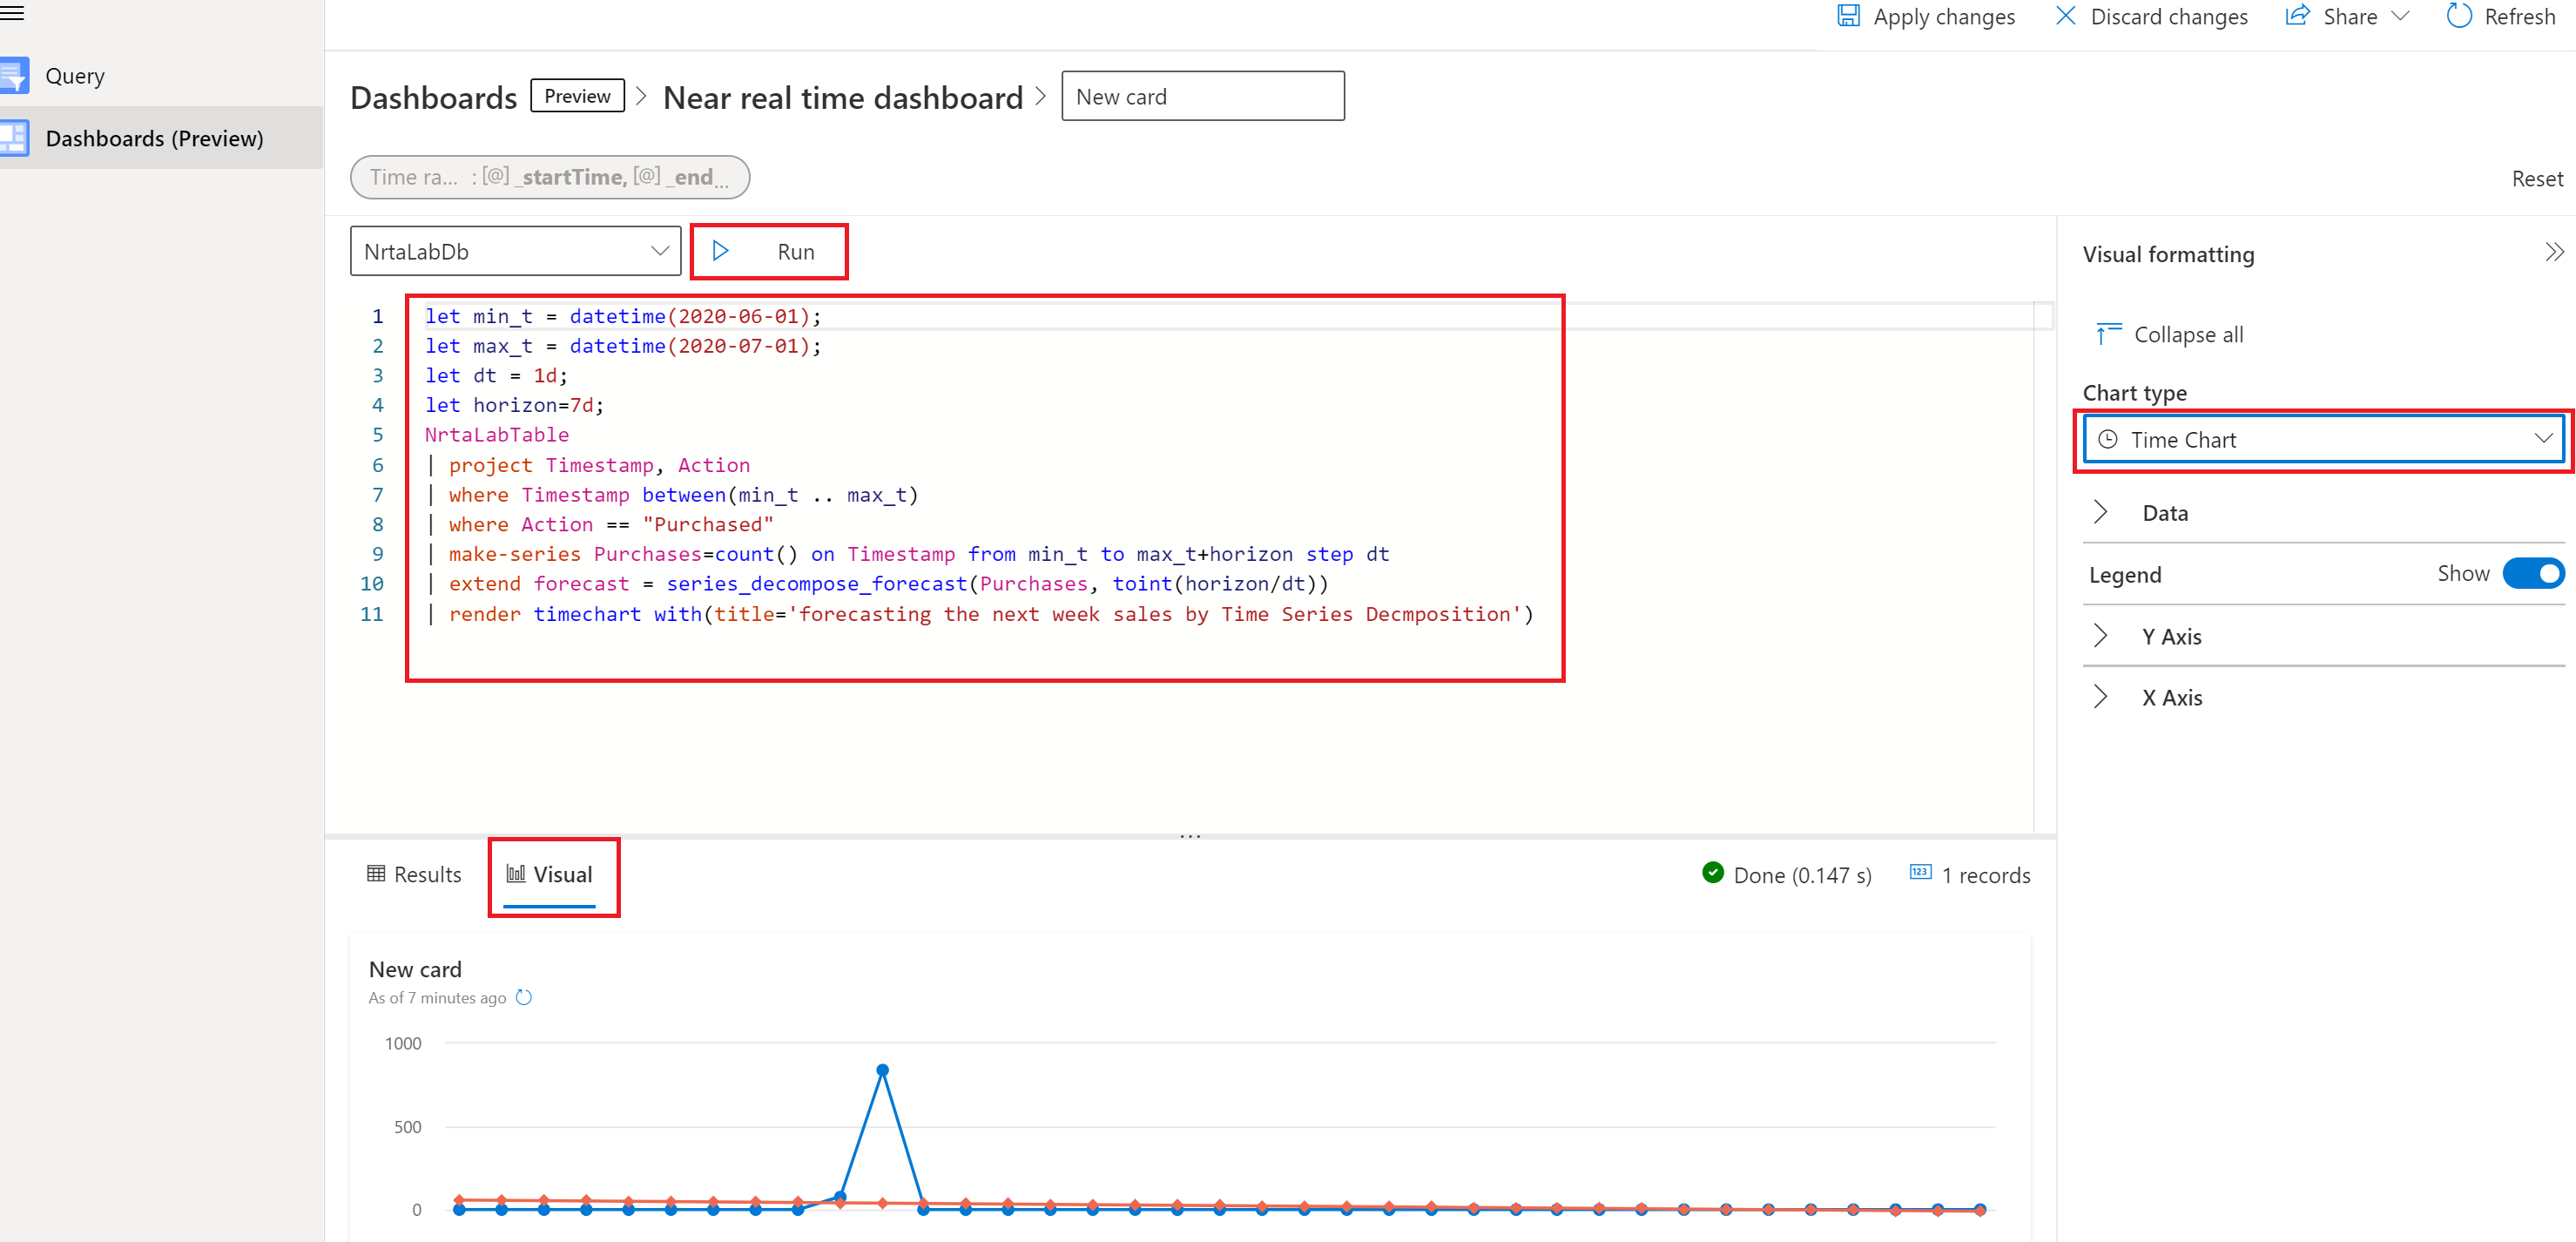 Apply changes
Discard changes
Share
Refresh
Query
Dashboards (Preview)
Dashboards Preview > Near real time dashboard > New card
Time ra... : [@] _startTime, [@] _end...
Reset
NrtaLabDb
Run
1 let min_t = datetime(2020-06-01);
2 let max_t = datetime(2020-07-01);
3 let dt = 1d;
4 let horizon=7d;
5 NrtaLabTable
6 | project Timestamp, Action
7 | where Timestamp between(min_t .. max_t)
8 | where Action == "Purchased"
9 | make-series Purchases=count() on Timestamp from min_t to max_t+horizon step dt
10 | extend forecast = series_decompose_forecast(Purchases, toint(horizon/dt))
11 | render timechart with(title='forecasting the next week sales by Time Series Decmposition')
Visual formatting
Collapse all
Chart type
Time Chart
Data
Legend Show
Y Axis
X Axis
...
Results
Visual
Done (0.147 s)
123 1 records
New card
As of 7 minutes ago
1000
500
0